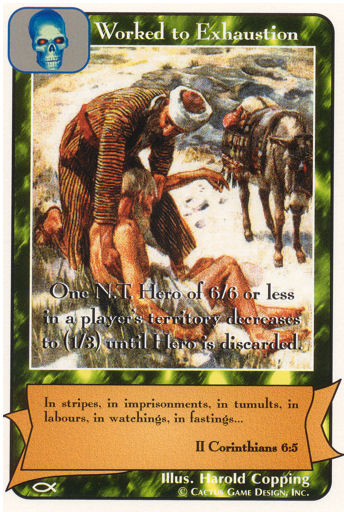 Worked to Exhaustion
One N.T. Hero of 6/6 or less
in a player's territory decreases
to (1/3) until Hero is discarded.
In stripes, in imprisonments, in tumults, in
labours, in watchings, in fastings...
II Corinthians 6:5
Illus. Harold Copping
© Cactus Game Design, Inc.